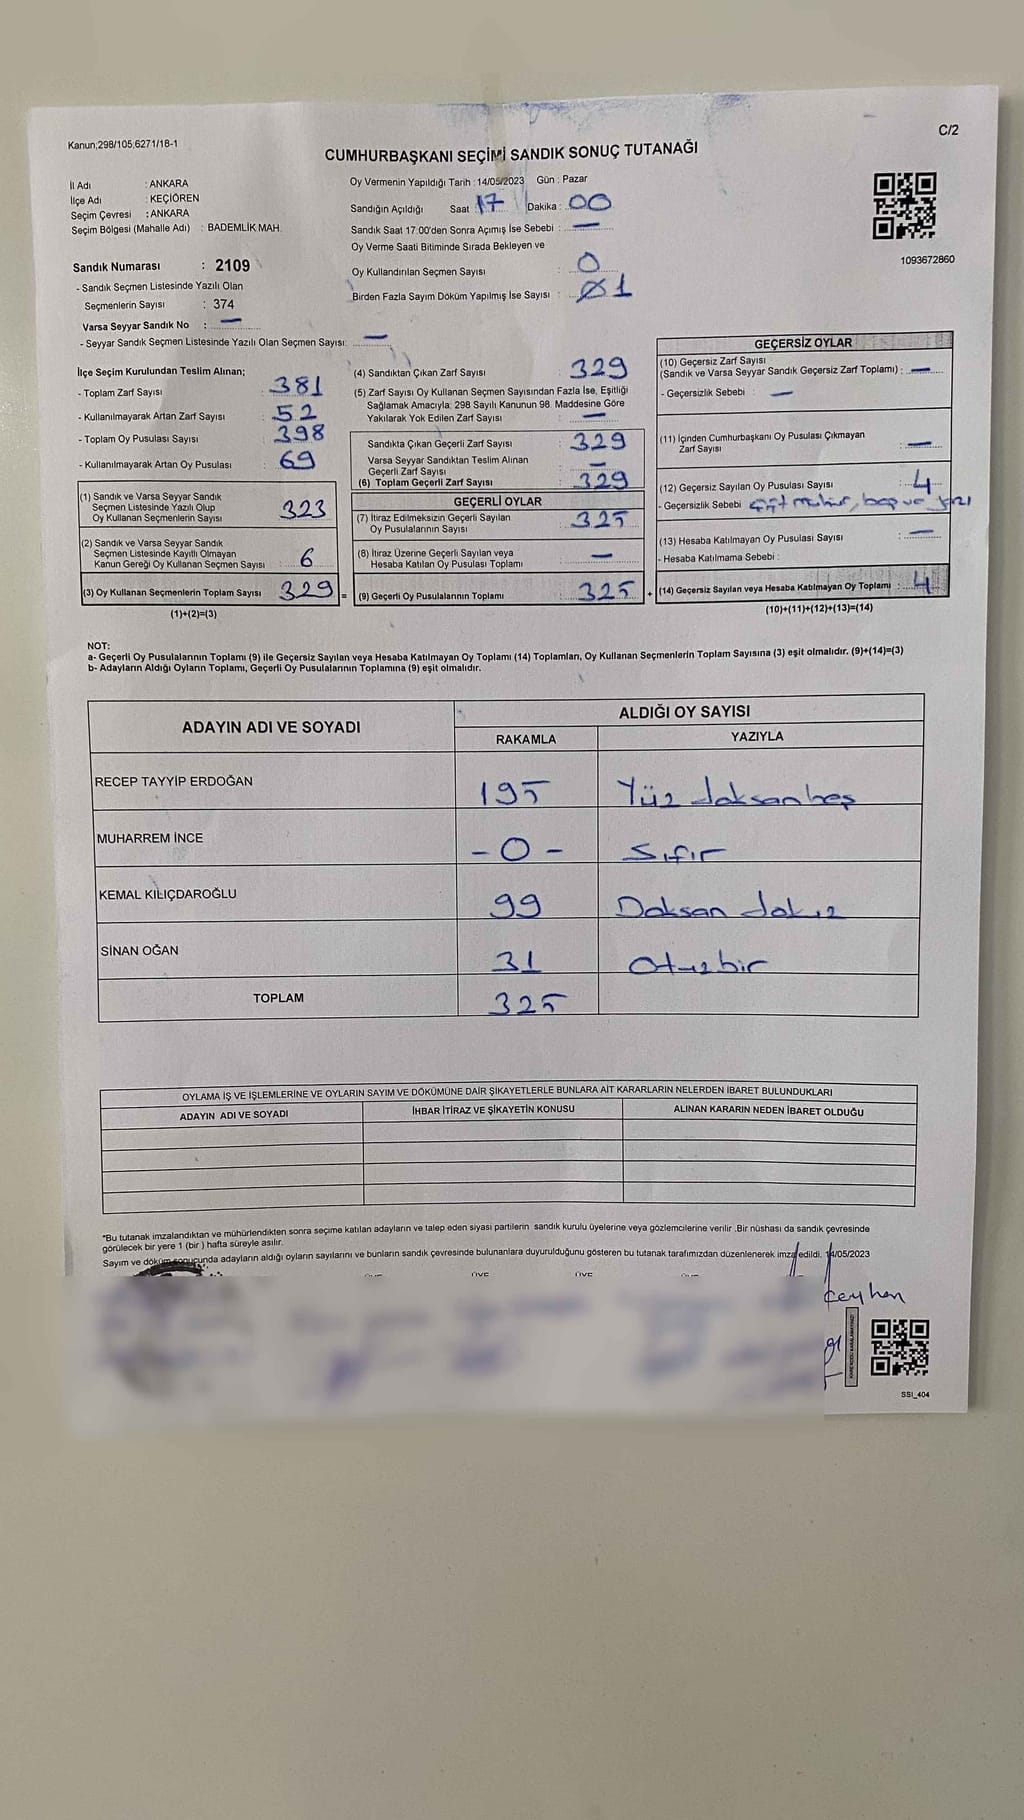 Kanun;298/105,6271/18-1
C/2
CUMHURBAŞKANI SEÇİMİ SANDIK SONUÇ TUTANAĞI
İl Adı : ANKARA
İlçe Adı : KEÇİÖREN
Seçim Çevresi : ANKARA
Seçim Bölgesi (Mahalle Adı) : BADEMLİK MAH.
Sandık Numarası : 2109
- Sandık Seçmen Listesinde Yazılı Olan
Seçmenlerin Sayısı : 374
Varsa Seyyar Sandık No : —
- Seyyar Sandık Seçmen Listesinde Yazılı Olan Seçmen Sayısı: —
Oy Vermenin Yapıldığı Tarih : 14/05/2023 Gün : Pazar
Sandığın Açıldığı Saat : 17 Dakika : 00
Sandık Saat 17:00'den Sonra Açımış İse Sebebi : —
Oy Verme Saati Bitiminde Sırada Bekleyen ve
Oy Kullandırılan Seçmen Sayısı : 0
Birden Fazla Sayım Döküm Yapılmış İse Sayısı : 01
1093672860
İlçe Seçim Kurulundan Teslim Alınan;
- Toplam Zarf Sayısı : 381
- Kullanılmayarak Artan Zarf Sayısı : 52
- Toplam Oy Pusulası Sayısı : 398
- Kullanılmayarak Artan Oy Pusulası : 69
(1) Sandık ve Varsa Seyyar Sandık
Seçmen Listesinde Yazılı Olup
Oy Kullanan Seçmenlerin Sayısı : 323
(2) Sandık ve Varsa Seyyar Sandık
Seçmen Listesinde Kayıtlı Olmayan
Kanun Gereği Oy Kullanan Seçmen Sayısı : 6
(3) Oy Kullanan Seçmenlerin Toplam Sayısı : 329 =
(1)+(2)=(3)
(4) Sandıktan Çıkan Zarf Sayısı : 329
(5) Zarf Sayısı Oy Kullanan Seçmen Sayısından Fazla İse, Eşitliği
Sağlamak Amacıyla; 298 Sayılı Kanunun 98. Maddesine Göre
Yakılarak Yok Edilen Zarf Sayısı : —
Sandıkta Çıkan Geçerli Zarf Sayısı : 329
Varsa Seyyar Sandıktan Teslim Alınan
Geçerli Zarf Sayısı : —
(6) Toplam Geçerli Zarf Sayısı : 329
GEÇERLİ OYLAR
(7) İtiraz Edilmeksizin Geçerli Sayılan
Oy Pusulalarının Sayısı : 325
(8) İtiraz Üzerine Geçerli Sayılan veya
Hesaba Katılan Oy Pusulası Toplamı : —
(9) Geçerli Oy Pusulalarının Toplamı : 325 +
GEÇERSİZ OYLAR
(10) Geçersiz Zarf Sayısı
(Sandık ve Varsa Seyyar Sandık Geçersiz Zarf Toplamı) : —
- Geçersizlik Sebebi : —
(11) İçinden Cumhurbaşkanı Oy Pusulası Çıkmayan
Zarf Sayısı : —
(12) Geçersiz Sayılan Oy Pusulası Sayısı : 4
- Geçersizlik Sebebi çift mühür, boş ve yazı
(13) Hesaba Katılmayan Oy Pusulası Sayısı : —
- Hesaba Katılmama Sebebi :
(14) Geçersiz Sayılan veya Hesaba Katılmayan Oy Toplamı : 4
(10)+(11)+(12)+(13)=(14)
NOT:
a- Geçerli Oy Pusulalarının Toplamı (9) ile Geçersiz Sayılan veya Hesaba Katılmayan Oy Toplamı (14) Toplamları, Oy Kullanan Seçmenlerin Toplam Sayısına (3) eşit olmalıdır. (9)+(14)=(3)
b- Adayların Aldığı Oyların Toplamı, Geçerli Oy Pusulalarının Toplamına (9) eşit olmalıdır.
ADAYIN ADI VE SOYADI
ALDIĞI OY SAYISI
RAKAMLA YAZIYLA
RECEP TAYYİP ERDOĞAN 195 Yüz doksanbeş
MUHARREM İNCE - 0 - Sıfır
KEMAL KILIÇDAROĞLU 99 Doksan dokuz
SİNAN OĞAN 31 Otuzbir
TOPLAM 325
OYLAMA İŞ VE İŞLEMLERİNE VE OYLARIN SAYIM VE DÖKÜMÜNE DAİR ŞİKAYETLERLE BUNLARA AİT KARARLARIN NELERDEN İBARET BULUNDUKLARI
ADAYIN ADI VE SOYADI İHBAR İTİRAZ VE ŞİKAYETİN KONUSU ALINAN KARARIN NEDEN İBARET OLDUĞU
*Bu tutanak imzalandıktan ve mühürlendikten sonra seçime katılan adayların ve talep eden siyasi partilerin sandık kurulu üyelerine veya gözlemcilerine verilir .Bir nüshası da sandık çevresinde
görülecek bir yere 1 (bir ) hafta süreyle asılır.
Sayım ve döküm sonucunda adayların aldığı oyların sayılarını ve bunların sandık çevresinde bulunanlara duyurulduğunu gösteren bu tutanak tarafımızdan düzenlenerek imza edildi. 14/05/2023
ÜYE ÜYE ÜYE
Ceyhan
SSI_404